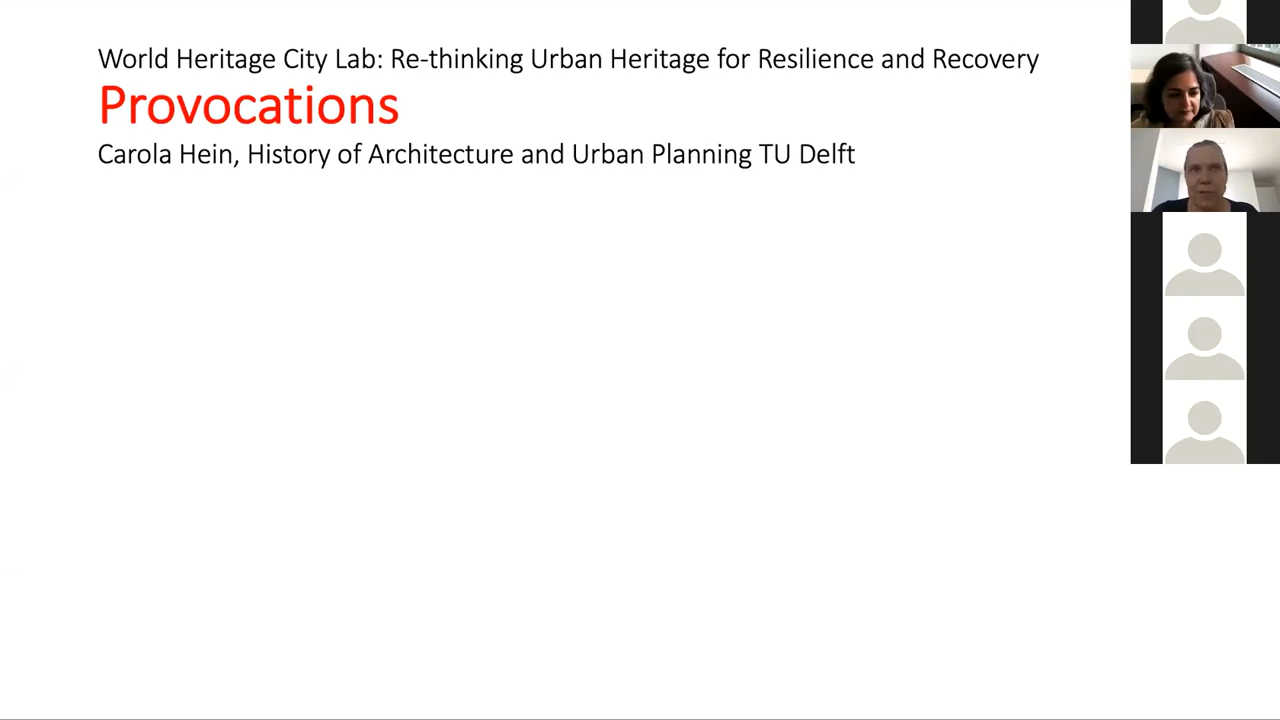 World Heritage City Lab: Re-thinking Urban Heritage for Resilience and Recovery
Provocations
Carola Hein, History of Architecture and Urban Planning TU Delft